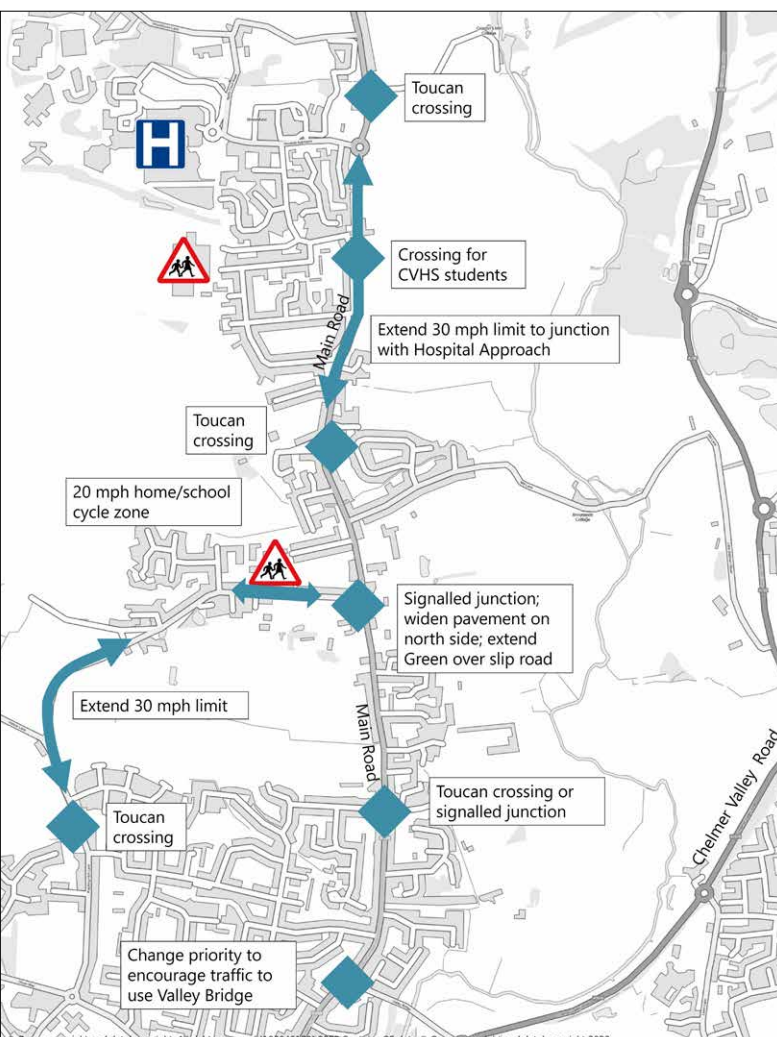 Toucan
crossing
H
Crossing for
CVHS students
Main Road
Extend 30 mph limit to junction
with Hospital Approach
Toucan
crossing
20 mph home/school
cycle zone
Signalled junction;
widen pavement on
north side; extend
Green over slip road
Extend 30 mph limit
Main Road
Toucan crossing or
signalled junction
Chelmer Valley Road
Toucan
crossing
Change priority to
encourage traffic to
use Valley Bridge